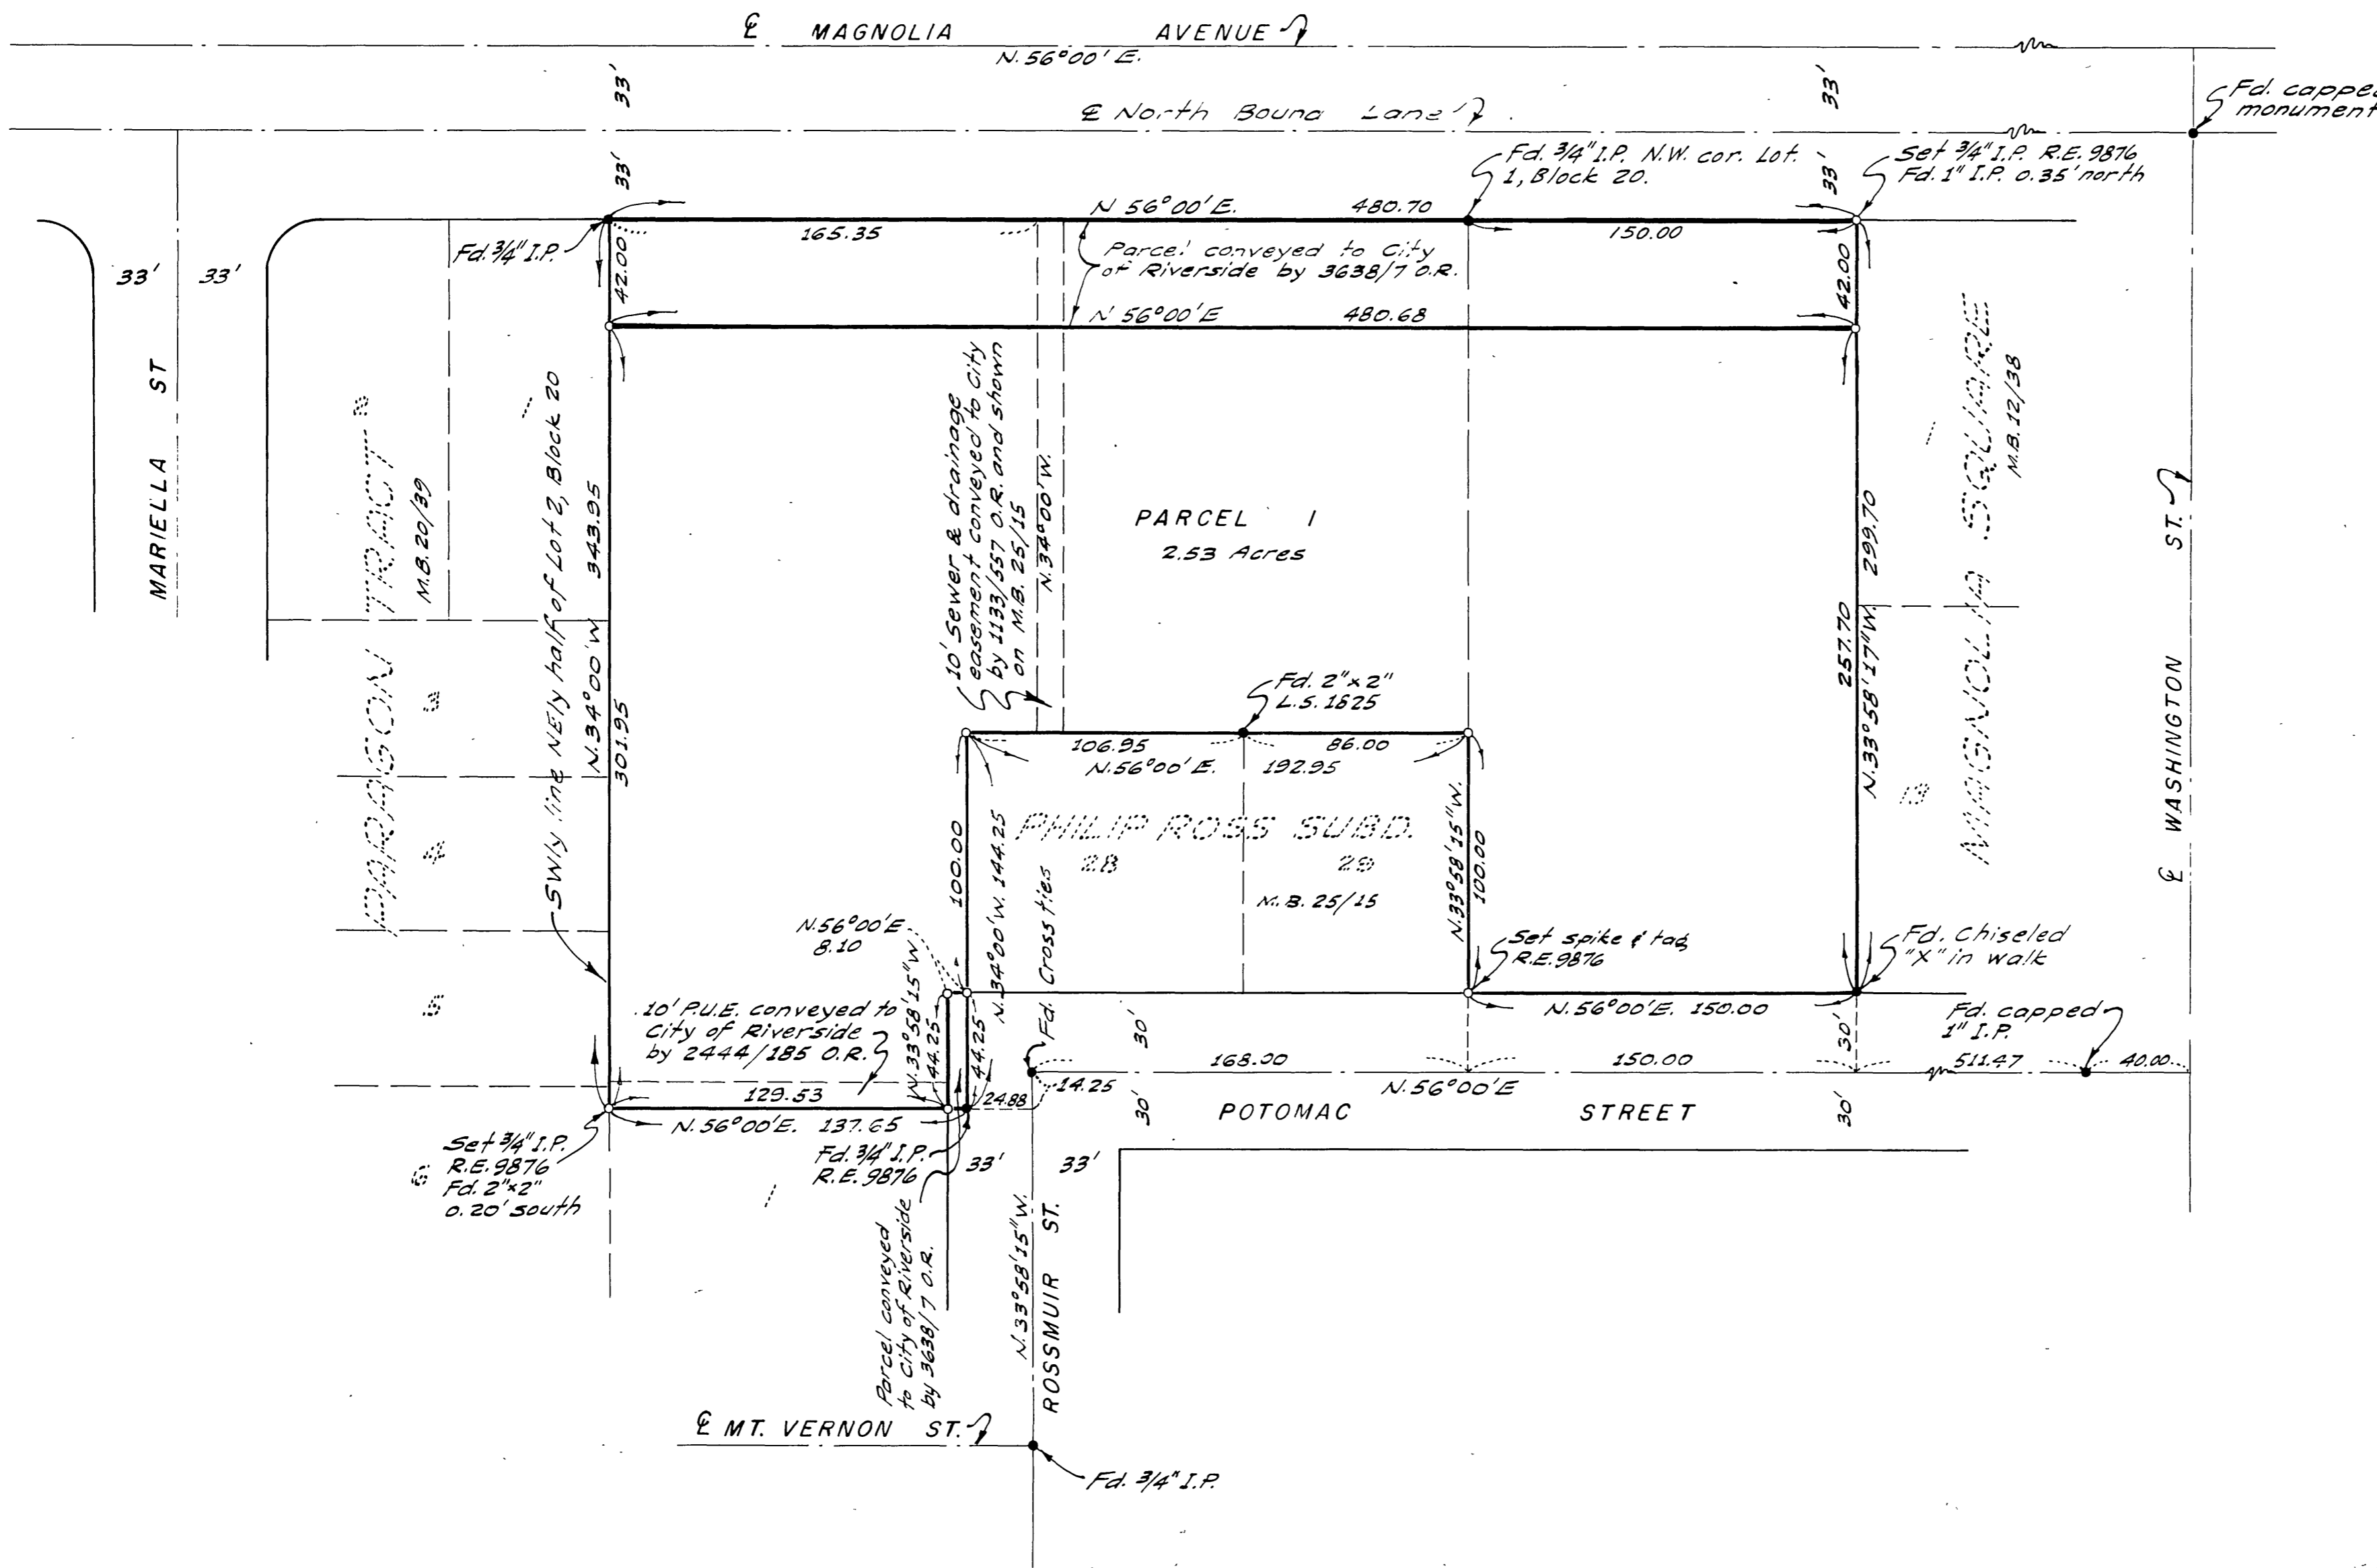 ℄ MAGNOLIA AVENUE
N. 56°00' E.
33'
33'
℄ North Bound Lane
Fd. capped
monument
33'
33'
Fd. 3/4" I.P. N.W. cor. Lot.
1, Block 20.
Set 3/4" I.P. R.E. 9876
Fd. 1" I.P. 0.35' north
N 56°00' E. 480.70
Fd. 3/4" I.P.
165.35
150.00
33' 33'
42.00
Parcel conveyed to City
of Riverside by 3638/7 O.R.
42.00
N 56°00' E 480.68
MARIELLA ST
PARAGON TRACT
M.B. 20/39
2
1
3
4
5
6
1
SWly line NEly half of Lot 2, Block 20
N. 34°00' W 343.95
301.95
10' Sewer & drainage
easement conveyed to City
by 1133/557 O.R. and shown
on M.B. 25/15
N. 34°00' W.
PARCEL 1
2.53 Acres
257.70
N. 33°58'17" W. 299.70
MAGNOLIA SQUARE
M.B. 12/38
1
13
℄ WASHINGTON ST.
Fd. 2"x2"
L.S. 1825
106.95
86.00
N. 56°00' E. 192.95
100.00
N. 34°00' W. 144.25
PHILIP ROSS SUBD.
28
29
M.B. 25/15
N. 33°58'15" W.
100.00
Fd. Cross ties
N. 56°00' E
8.10
Set spike & tag
R.E. 9876
Fd. Chiseled
"X" in walk
N. 56°00' E. 150.00
.10' P.U.E. conveyed to
City of Riverside
by 2444/185 O.R.
N. 33°58'15" W
44.25
44.25
30'
30'
Fd. capped
1" I.P.
168.00
150.00
511.47
40.00
129.53
24.88
14.25
N. 56°00' E
N. 56°00' E. 137.65
30'
POTOMAC STREET
30'
Set 3/4" I.P.
R.E. 9876
Fd. 2"x2"
0.20' south
Fd. 3/4" I.P.
R.E. 9876
33'
33'
Parcel conveyed
to City of Riverside
by 3638/7 O.R.
N. 33°58'15" W.
ROSSMUIR ST.
℄ MT. VERNON ST.
Fd. 3/4" I.P.